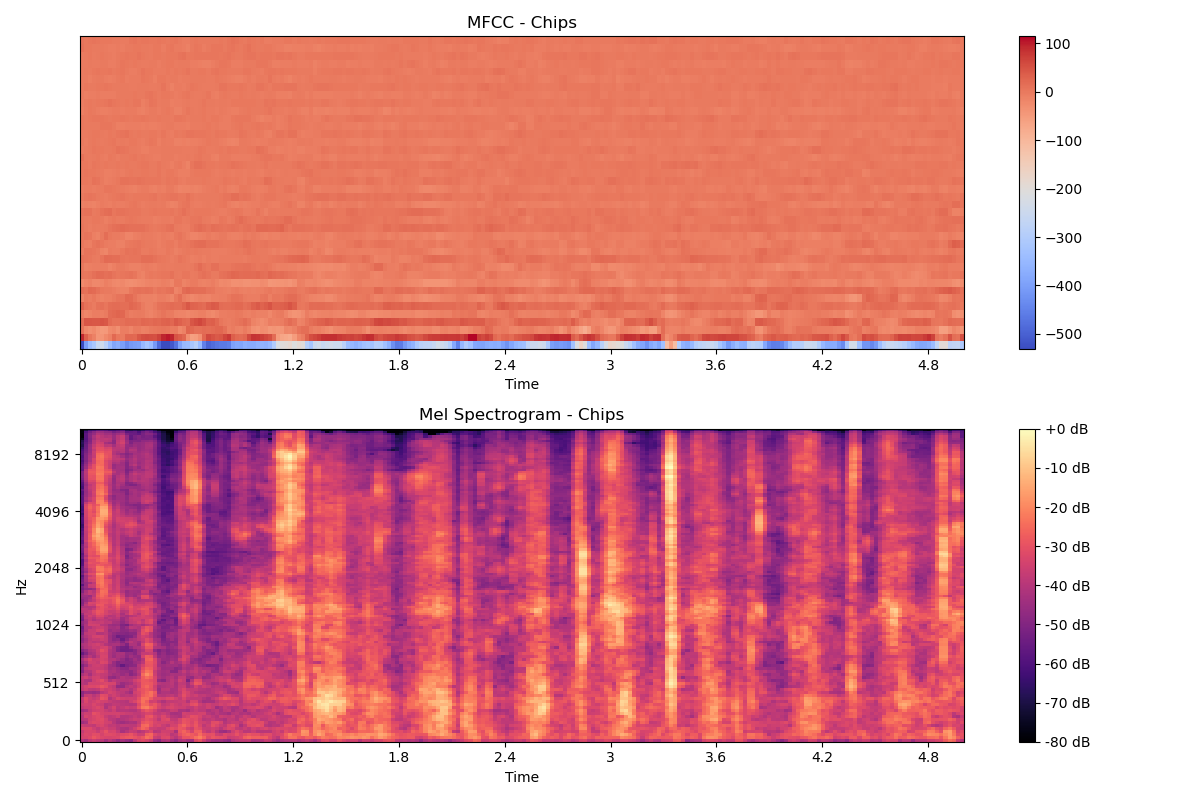 MFCC - Chips
100
0
−100
−200
−300
−400
−500
0 0.6 1.2 1.8 2.4 3 3.6 4.2 4.8
Time
Mel Spectrogram - Chips
8192
4096
2048
1024
512
0
Hz
+0 dB
-10 dB
-20 dB
-30 dB
-40 dB
-50 dB
-60 dB
-70 dB
-80 dB
0 0.6 1.2 1.8 2.4 3 3.6 4.2 4.8
Time